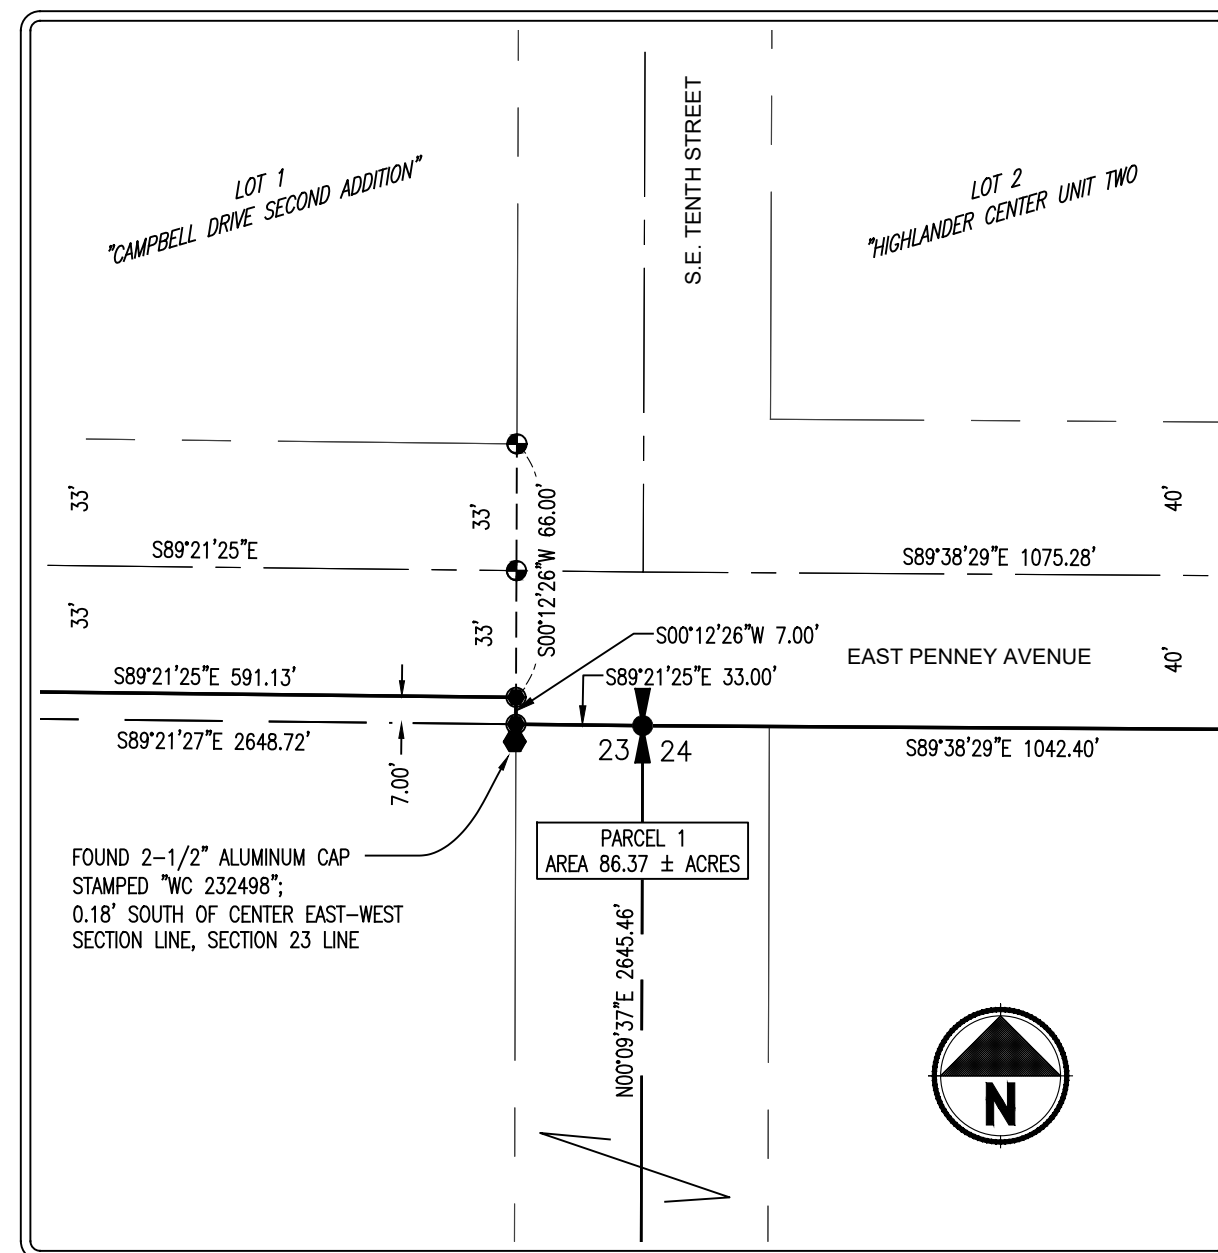 S.E. TENTH STREET
LOT 1
"CAMPBELL DRIVE SECOND ADDITION"
LOT 2
"HIGHLANDER CENTER UNIT TWO
33'
33'
S00°12'26"W 66.00'
40'
S89°21'25"E
S89°38'29"E 1075.28'
33'
33'
S00°12'26"W 7.00'
EAST PENNEY AVENUE
40'
S89°21'25"E 591.13'
S89°21'25"E 33.00'
S89°21'27"E 2648.72'
7.00'
23
24
S89°38'29"E 1042.40'
FOUND 2-1/2" ALUMINUM CAP
STAMPED "WC 232498";
0.18' SOUTH OF CENTER EAST-WEST
SECTION LINE, SECTION 23 LINE
PARCEL 1
AREA 86.37 ± ACRES
N00°09'37"E 2645.46'
N